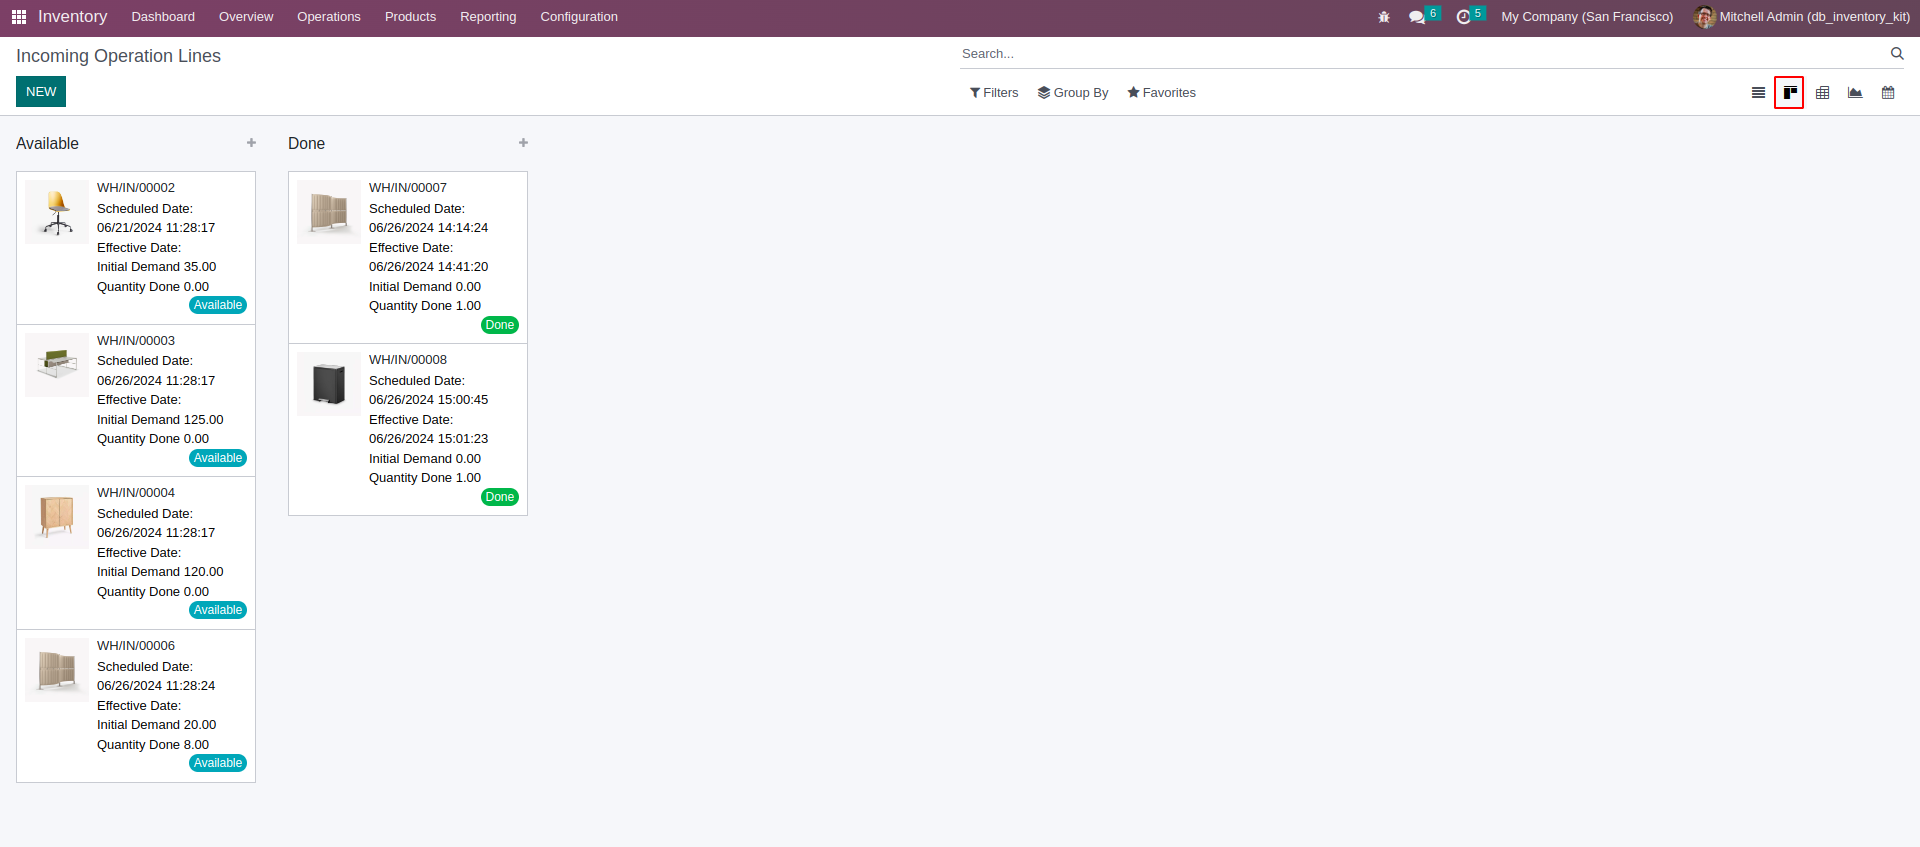 Inventory Dashboard Overview Operations Products Reporting Configuration 6 5 My Company (San Francisco) Mitchell Admin (db_inventory_kit)
Incoming Operation Lines
Search...
NEW
Filters Group By Favorites
Available
WH/IN/00002
Scheduled Date:
06/21/2024 11:28:17
Effective Date:
Initial Demand 35.00
Quantity Done 0.00
Available
WH/IN/00003
Scheduled Date:
06/26/2024 11:28:17
Effective Date:
Initial Demand 125.00
Quantity Done 0.00
Available
WH/IN/00004
Scheduled Date:
06/26/2024 11:28:17
Effective Date:
Initial Demand 120.00
Quantity Done 0.00
Available
WH/IN/00006
Scheduled Date:
06/26/2024 11:28:24
Effective Date:
Initial Demand 20.00
Quantity Done 8.00
Available
Done
WH/IN/00007
Scheduled Date:
06/26/2024 14:14:24
Effective Date:
06/26/2024 14:41:20
Initial Demand 0.00
Quantity Done 1.00
Done
WH/IN/00008
Scheduled Date:
06/26/2024 15:00:45
Effective Date:
06/26/2024 15:01:23
Initial Demand 0.00
Quantity Done 1.00
Done